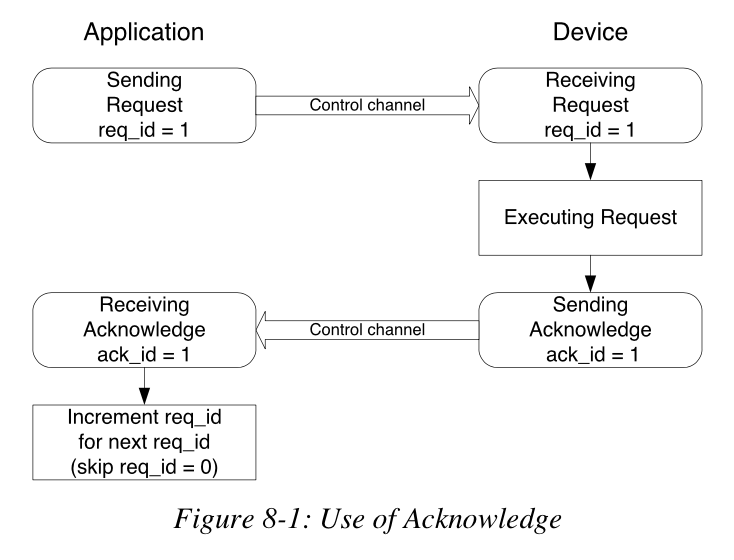 Application
Device
Sending
Request
req_id = 1
Control channel
Receiving
Request
req_id = 1
Executing Request
Receiving
Acknowledge
ack_id = 1
Control channel
Sending
Acknowledge
ack_id = 1
Increment req_id
for next req_id
(skip req_id = 0)
Figure 8-1: Use of Acknowledge